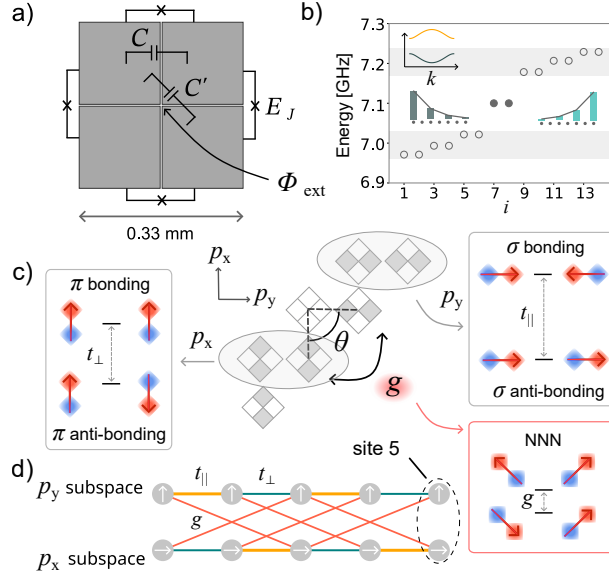 a)
C
C'
E_J
Φ_ext
0.33 mm
b)
Energy [GHz]
7.3
7.2
7.1
7.0
6.9
k
1 3 5 7 9 11 13
i
c)
π bonding
t_⊥
π anti-bonding
p_x
p_y
p_x
θ
g
p_y
σ bonding
t_||
σ anti-bonding
NNN
g
d)
site 5
p_y subspace
t_|| t_⊥
g
p_x subspace